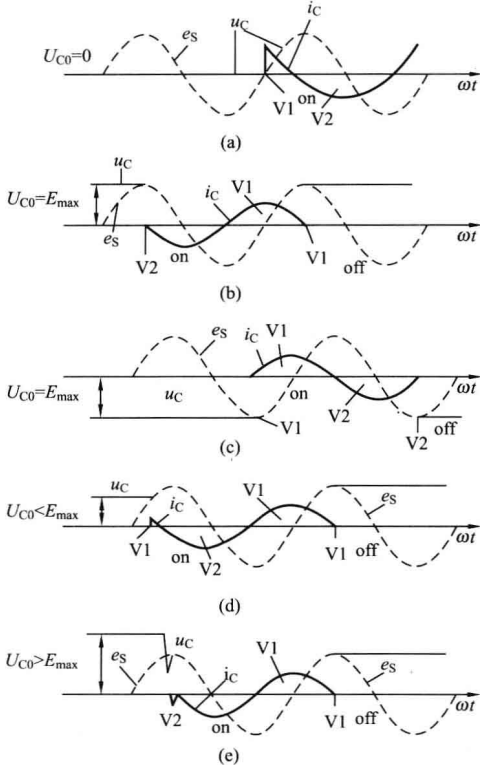 u_C i_C
e_S
U_C0=0
V1 on V2 ωt
(a)
u_C
i_C V1
U_C0=E_max
e_S V2 on V1 off ωt
(b)
e_S i_C V1
U_C0=E_max u_C on ωt
V1 V2 V2 off
(c)
u_C i_C V1 e_S
U_C0<E_max
V1 on V2 V1 off ωt
(d)
u_C V1
U_C0>E_max e_S i_C e_S
V2 on V1 off ωt
(e)